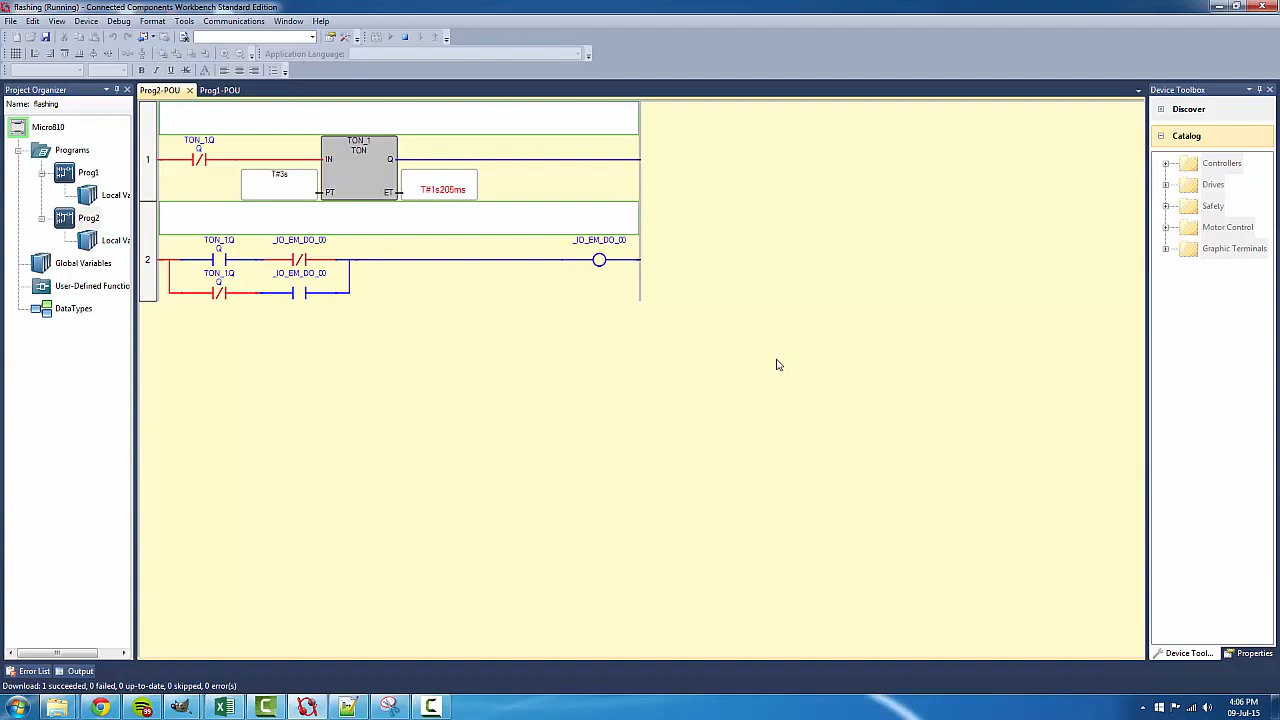 flashing (Running) - Connected Components Workbench Standard Edition
File Edit View Device Debug Format Tools Communications Window Help
Application Language:
Project Organizer
Prog2-POU
Prog1-POU
Device Toolbox
Name: flashing
Micro810
Programs
Prog1
Local V
Prog2
Local V
Global Variables
User-Defined Functio
DataTypes
1
TON_1.Q
Q
TON_1
TON
IN
Q
T#3s
PT
ET
T#1s205ms
2
TON_1.Q
Q
_IO_EM_DO_00
_IO_EM_DO_00
TON_1.Q
Q
_IO_EM_DO_00
Discover
Catalog
Controllers
Drives
Safety
Motor Control
Graphic Terminals
Device Tool...
Properties
Error List
Output
Download: 1 succeeded, 0 failed, 0 up-to-date, 0 skipped, 0 error(s)
99
4:06 PM
09-Jul-15